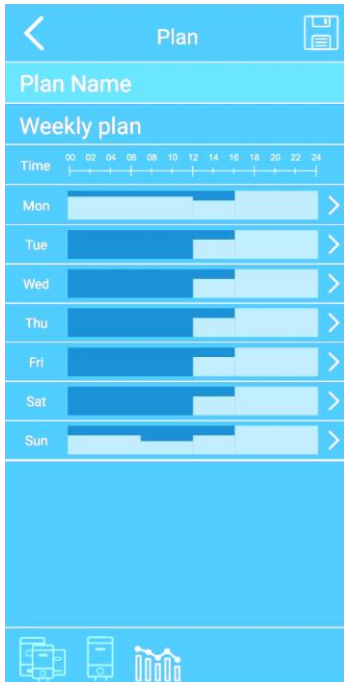 Plan
Plan Name
Weekly plan
Time 00 02 04 06 08 10 12 14 16 18 20 22 24
Mon
Tue
Wed
Thu
Fri
Sat
Sun